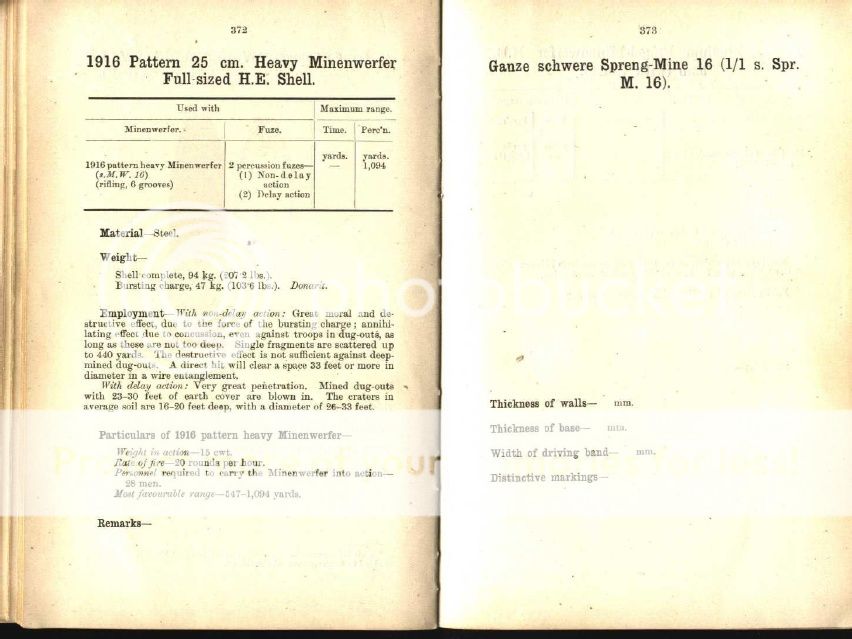 372
1916 Pattern 25 cm. Heavy Minenwerfer
Full-sized H.E. Shell.
Used with
Maximum range.
Minenwerfer.
Fuze.
Time.
Perc'n.
yards.
yards.
1916 pattern heavy Minenwerfer
2 percussion fuzes—
—
1,094
(s.M.W. 16)
(1) Non-delay
(rifling, 6 grooves)
action
(2) Delay action
Material—Steel.
Weight—
Shell complete, 94 kg. (207·2 lbs.).
Bursting charge, 47 kg. (103·6 lbs.). Donarit.
Employment—With non-delay action: Great moral and de-
structive effect, due to the force of the bursting charge; annihi-
lating effect due to concussion, even against troops in dug-outs, as
long as these are not too deep. Single fragments are scattered up
to 440 yards. The destructive effect is not sufficient against deep-
mined dug-outs. A direct hit will clear a space 33 feet or more in
diameter in a wire entanglement.
With delay action: Very great penetration. Mined dug-outs
with 23–30 feet of earth cover are blown in. The craters in
average soil are 16–20 feet deep, with a diameter of 26–33 feet.
Particulars of 1916 pattern heavy Minenwerfer—
Weight in action—15 cwt.
Rate of fire—20 rounds per hour.
Personnel required to carry the Minenwerfer into action—
28 men.
Most favourable range—547–1,094 yards.
Remarks—
373
Ganze schwere Spreng-Mine 16 (1/1 s. Spr.
M. 16).
Thickness of walls— mm.
Thickness of base— mm.
Width of driving band— mm.
Distinctive markings—
photobucket